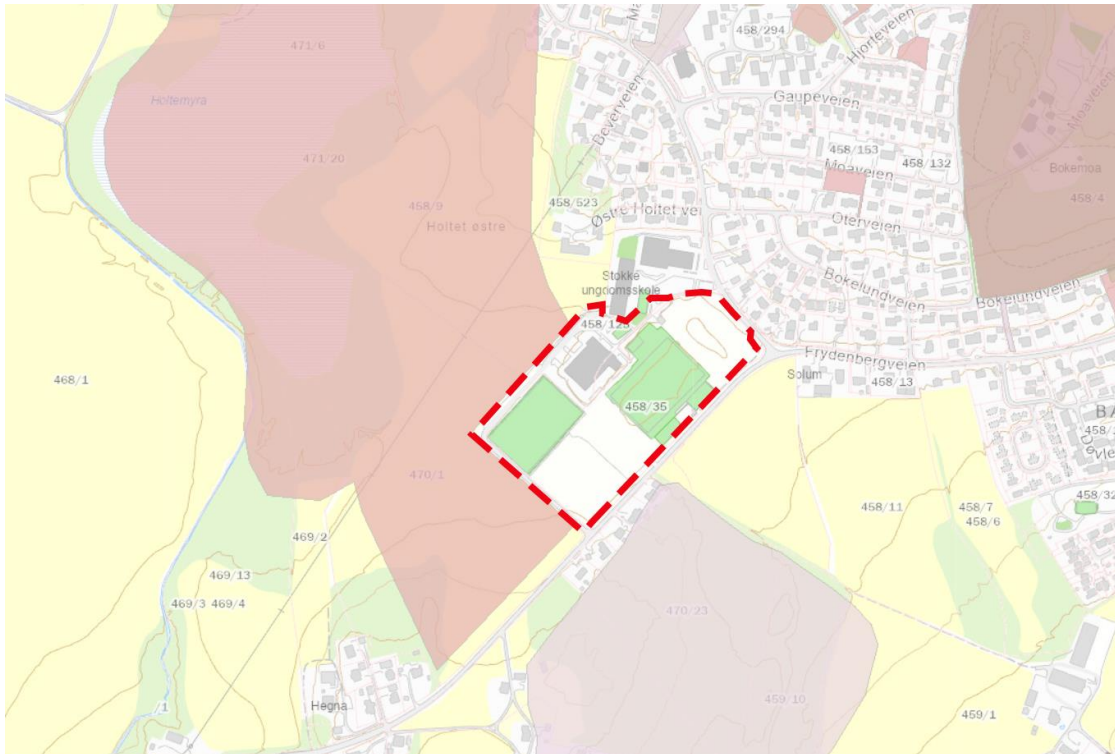 471/6
458/294
Hjorteveien
Gaupeveien
Holtemyra
Beverveien
Moaveien
458/153
Moaveien
458/132
Bokemoa
471/20
458/9
458/523
458/4
Holtet østre
Østre Holtet vei
Oterveien
Stokke
ungdomsskole
Bokelundveien
Bokelundveien
458/123
Frydenbergveien
Solum
458/13
468/1
458/35
470/1
458/32
458/11
458/7
458/6
469/2
469/13
469/3
469/4
470/23
Hegna
459/10
459/1